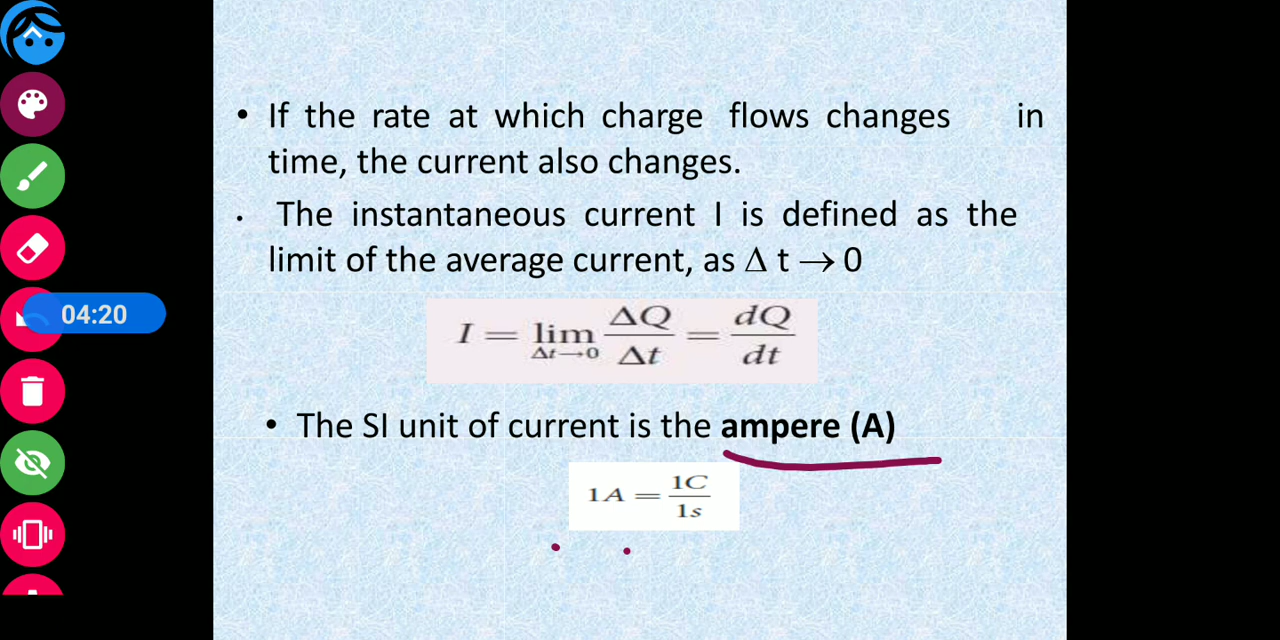 • If the rate at which charge flows changes in
time, the current also changes.
• The instantaneous current I is defined as the
limit of the average current, as Δ t → 0
I = lim Δt→0 ΔQ/Δt = dQ/dt
04:20
• The SI unit of current is the ampere (A)
1A = 1C/1s